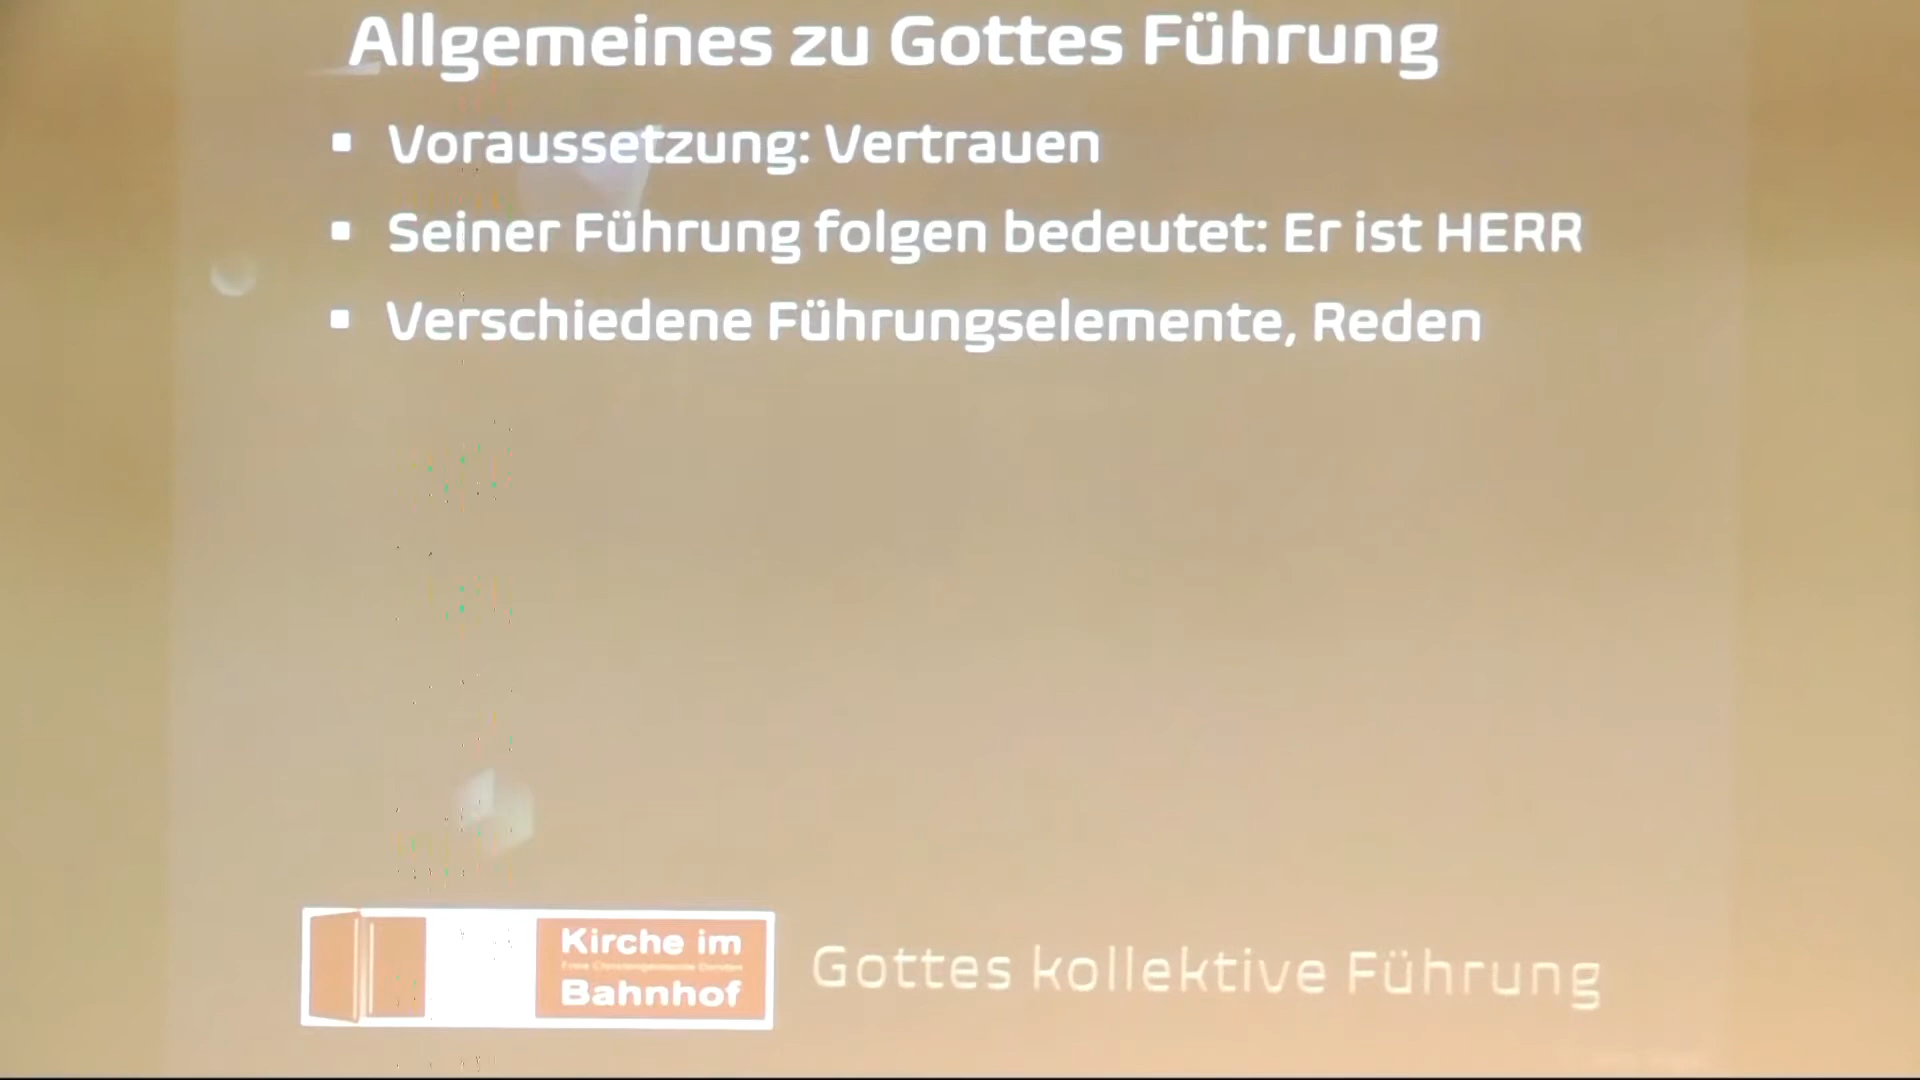 Allgemeines zu Gottes Führung
▪ Voraussetzung: Vertrauen
▪ Seiner Führung folgen bedeutet: Er ist HERR
▪ Verschiedene Führungselemente, Reden
Kirche im
Bahnhof
Gottes kollektive Führung